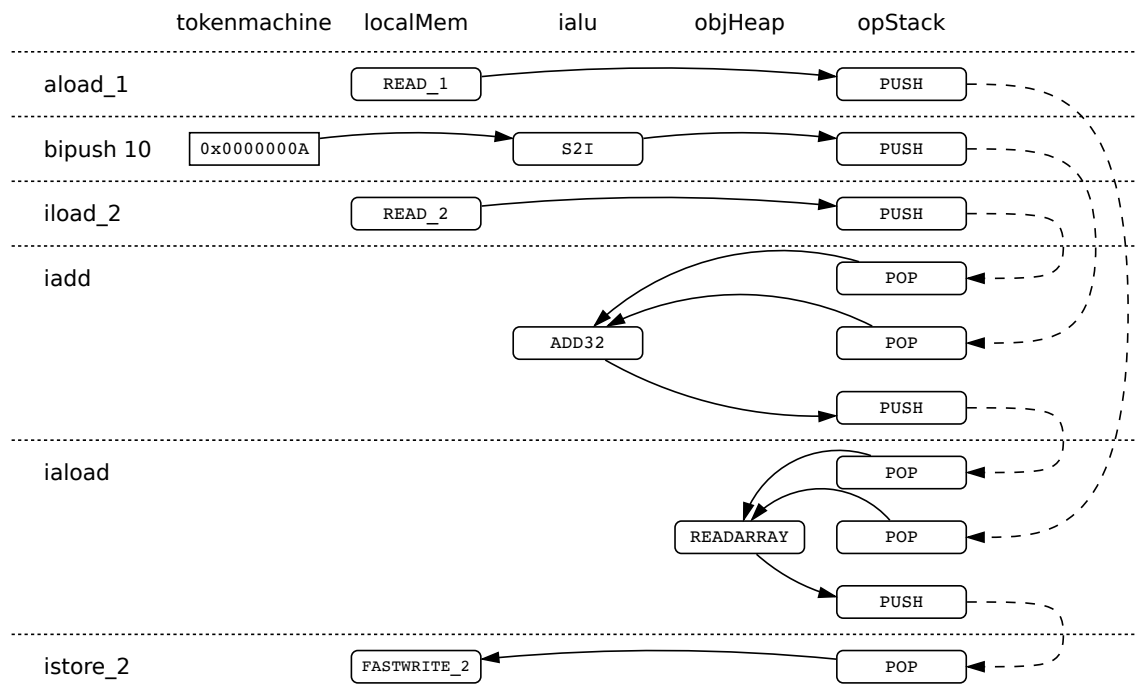 tokenmachine localMem ialu objHeap opStack
aload_1 READ_1 PUSH
bipush 10 0x0000000A S2I PUSH
iload_2 READ_2 PUSH
iadd POP
ADD32 POP
PUSH
iaload POP
READARRAY POP
PUSH
istore_2 FASTWRITE_2 POP